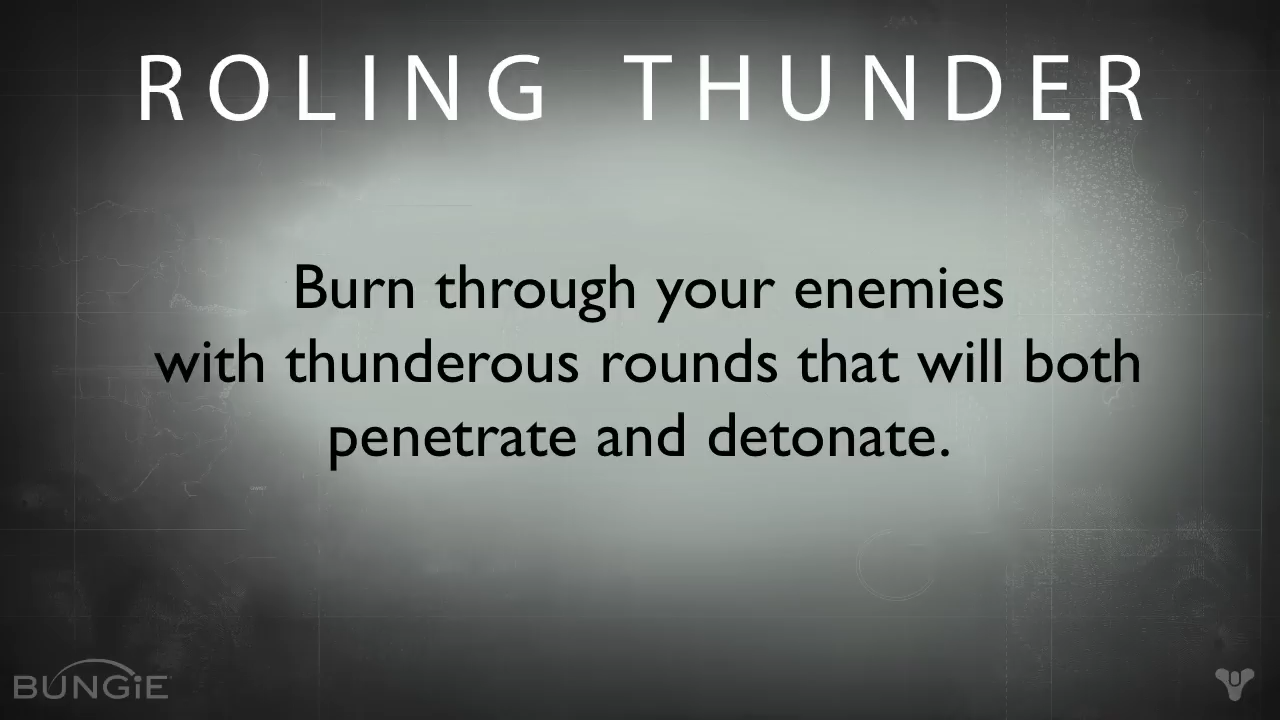 ROLING THUNDER
Burn through your enemies
with thunderous rounds that will both
penetrate and detonate.
BUNGiE